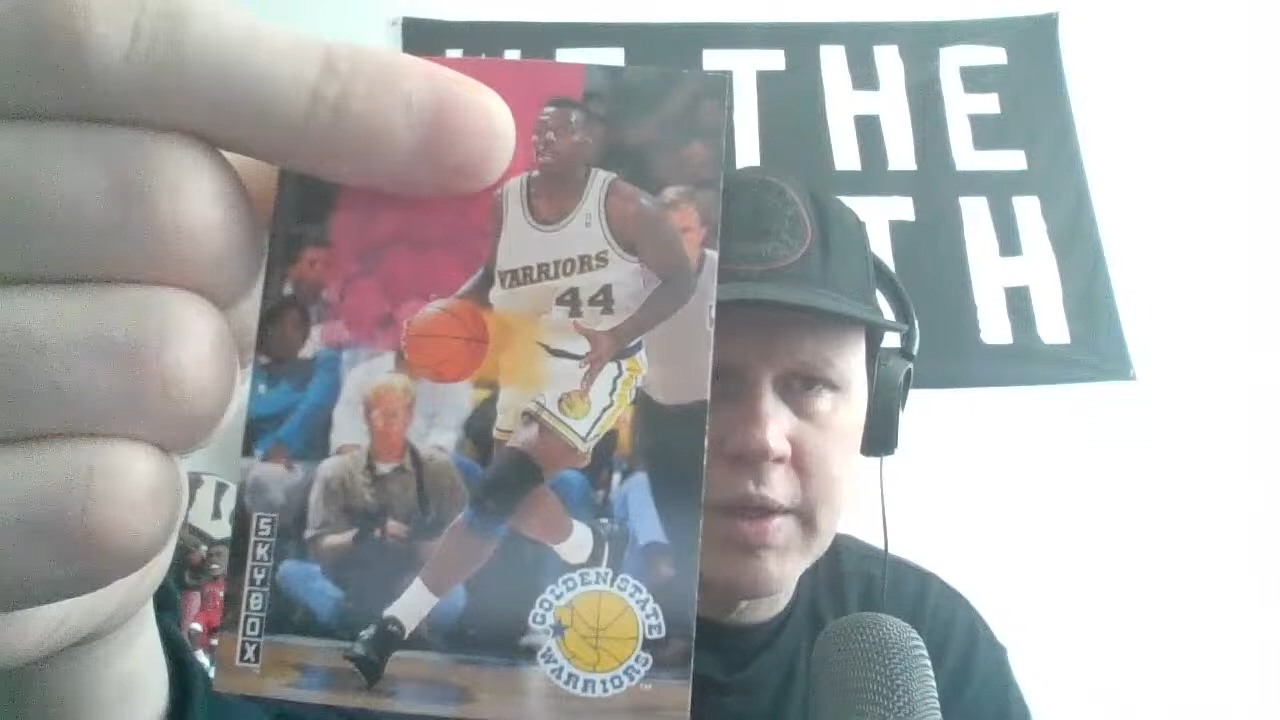 THE
TH
WARRIORS
44
SKYBOX
GOLDEN STATE
WARRIORS